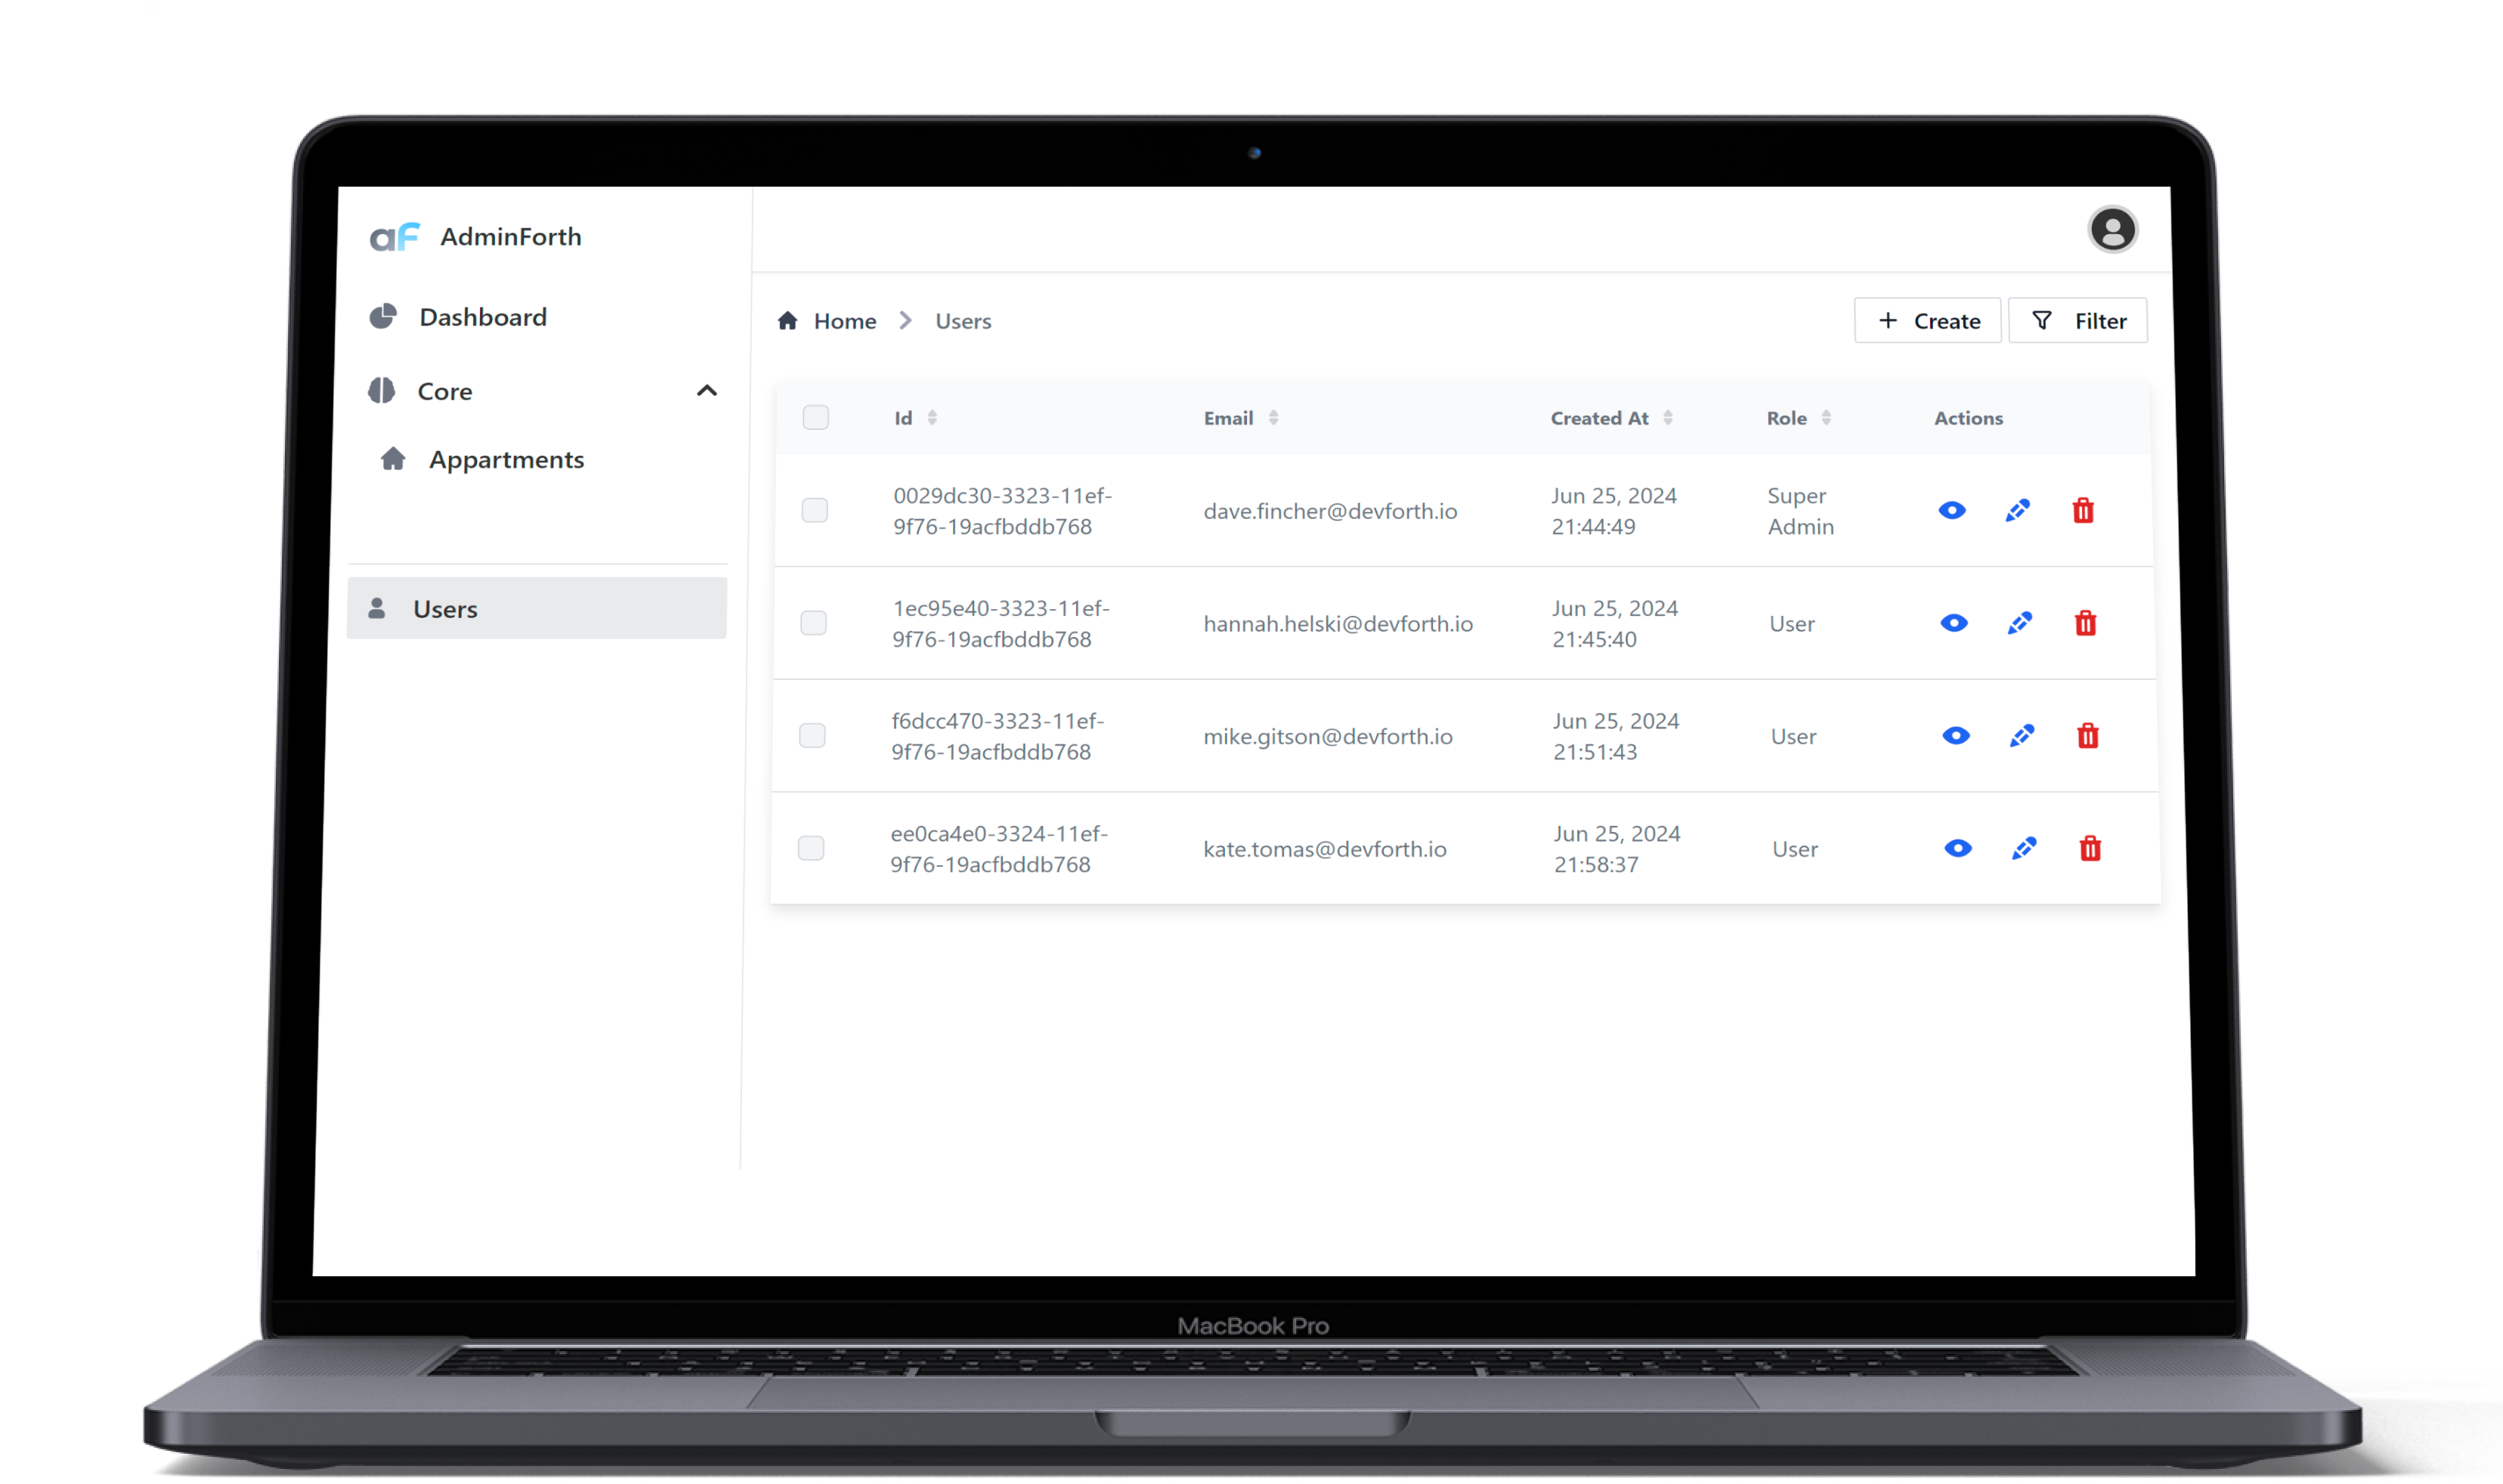 aF AdminForth
Dashboard
Core
Appartments
Users
Home > Users
+ Create
Filter
Id
Email
Created At
Role
Actions
0029dc30-3323-11ef-
9f76-19acfbddb768
dave.fincher@devforth.io
Jun 25, 2024
21:44:49
Super
Admin
1ec95e40-3323-11ef-
9f76-19acfbddb768
hannah.helski@devforth.io
Jun 25, 2024
21:45:40
User
f6dcc470-3323-11ef-
9f76-19acfbddb768
mike.gitson@devforth.io
Jun 25, 2024
21:51:43
User
ee0ca4e0-3324-11ef-
9f76-19acfbddb768
kate.tomas@devforth.io
Jun 25, 2024
21:58:37
User
MacBook Pro